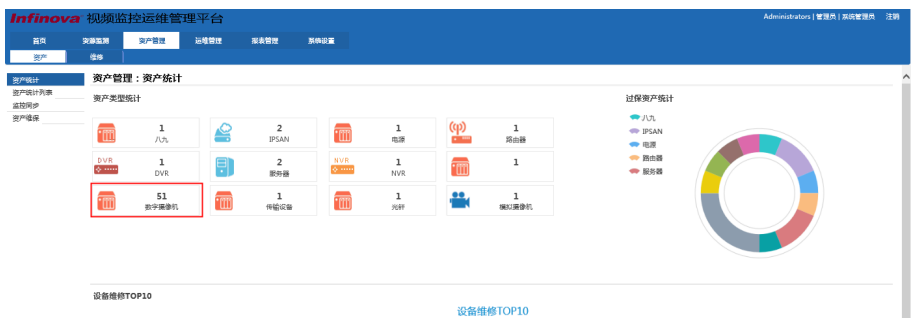 Infinova 视频监控运维管理平台
Administrators | 管理员 | 系统管理员 注销
首页 资源监测 资产管理 运维管理 报表管理 系统设置
资产 维修
资产统计
资产统计列表
监控同步
资产维保
资产管理：资产统计
资产类型统计
1
八九
2
IPSAN
1
电源
1
路由器
DVR
1
DVR
2
服务器
NVR
1
NVR
1
51
数字摄像机
1
传输设备
1
光纤
1
模拟摄像机
过保资产统计
八九
IPSAN
电源
路由器
服务器
设备维修TOP10
设备维修TOP10